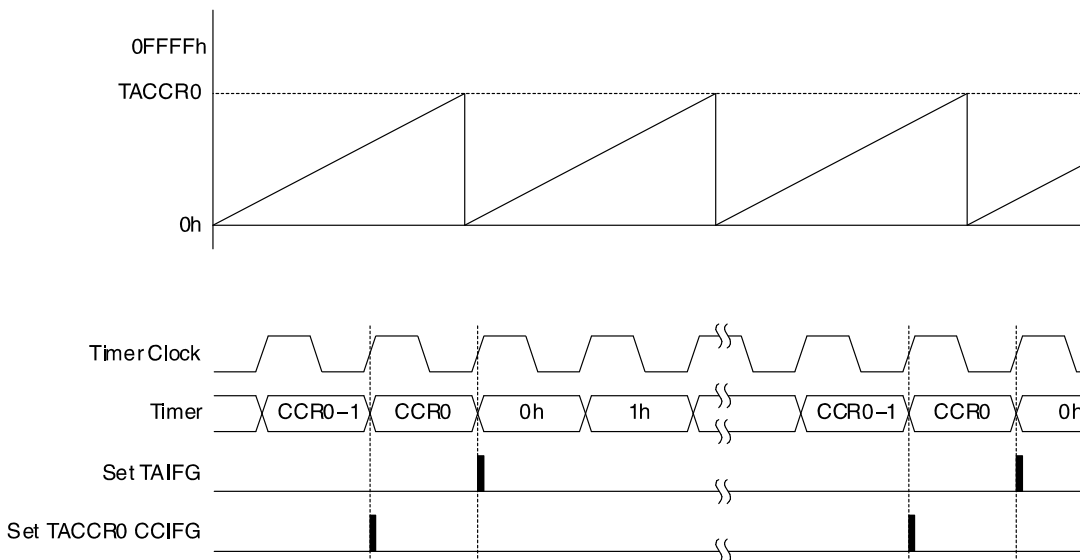 0FFFFh
TACCR0
0h
Timer Clock
Timer CCR0−1 CCR0 0h 1h CCR0−1 CCR0 0h
Set TAIFG
Set TACCR0 CCIFG